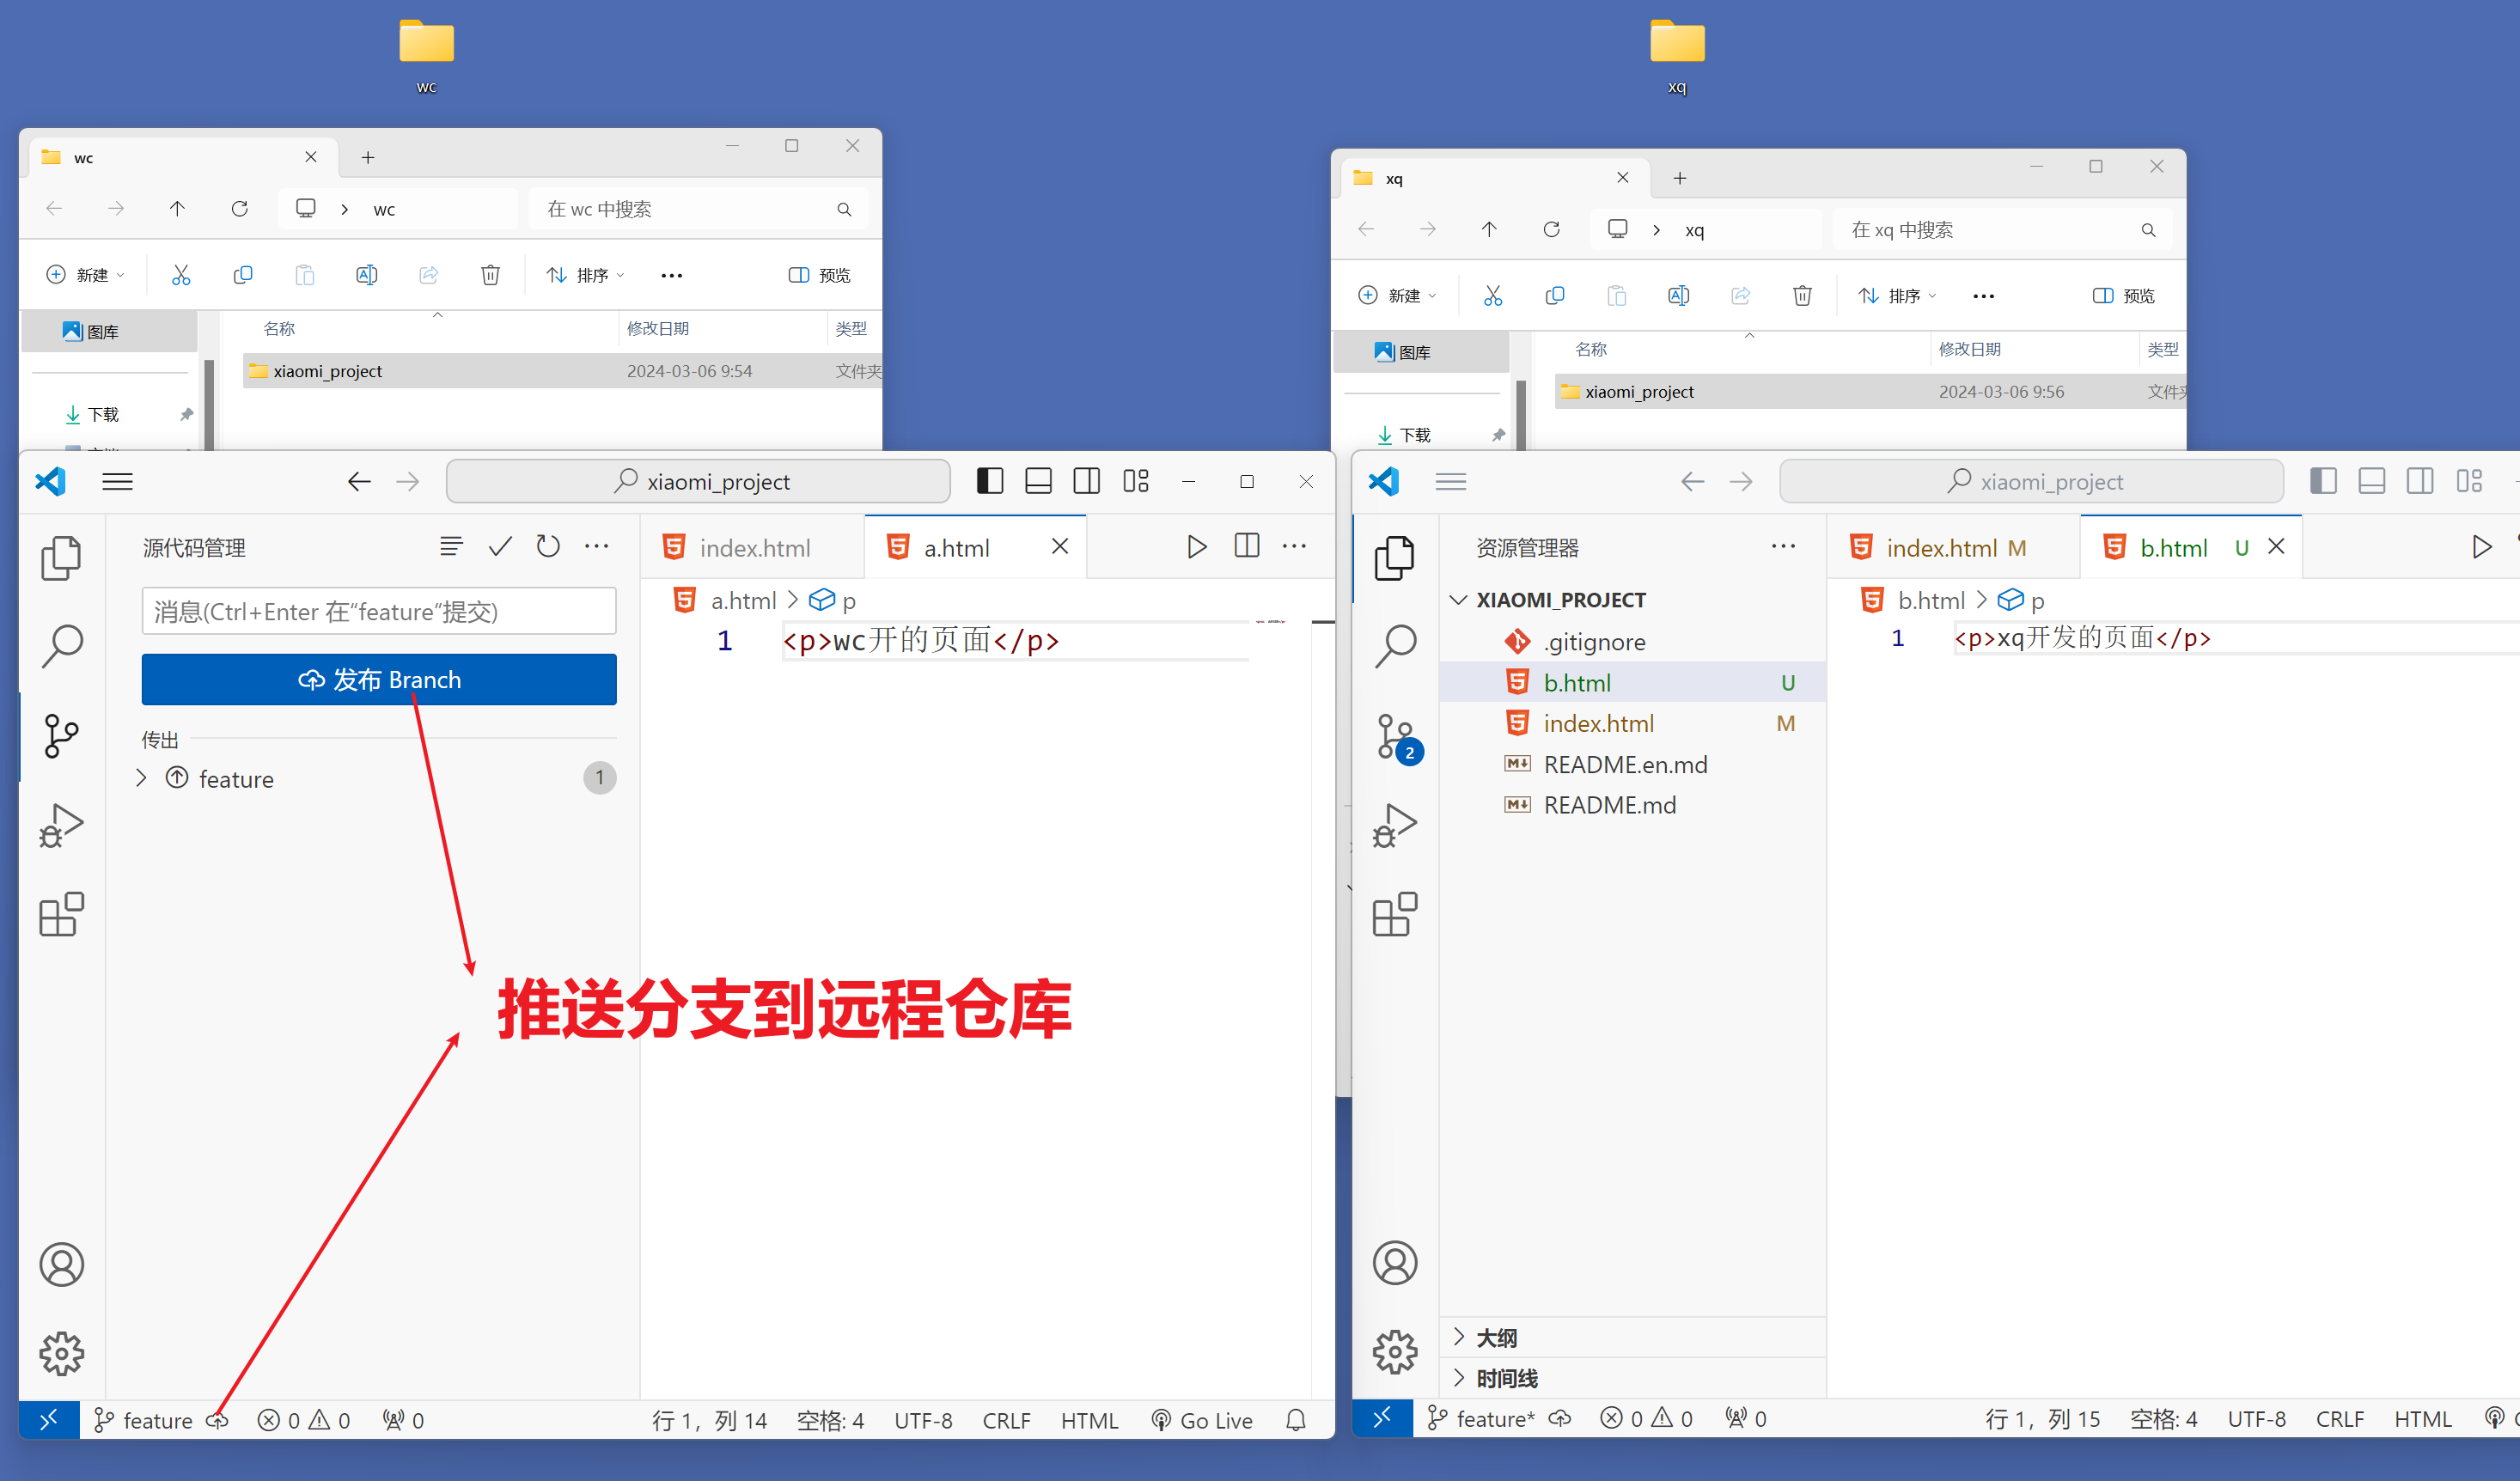 wc
xq
wc
wc
在 wc 中搜索
新建
排序
预览
图库
名称
修改日期
类型
xiaomi_project
2024-03-06 9:54
文件夹
下载
xq
xq
在 xq 中搜索
新建
排序
预览
图库
名称
修改日期
类型
xiaomi_project
2024-03-06 9:56
下载
xiaomi_project
源代码管理
消息(Ctrl+Enter 在“feature”提交)
发布 Branch
传出
feature
1
index.html
a.html
a.html > p
1 <p>wc开的页面</p>
推送分支到远程仓库
feature
0
0
0
行 1，列 14
空格: 4
UTF-8
CRLF
HTML
Go Live
xiaomi_project
资源管理器
XIAOMI_PROJECT
.gitignore
b.html U
index.html M
README.en.md
README.md
2
index.html M
b.html U
b.html > p
1 <p>xq开发的页面</p>
大纲
时间线
feature*
0
0
0
行 1，列 15
空格: 4
UTF-8
CRLF
HTML